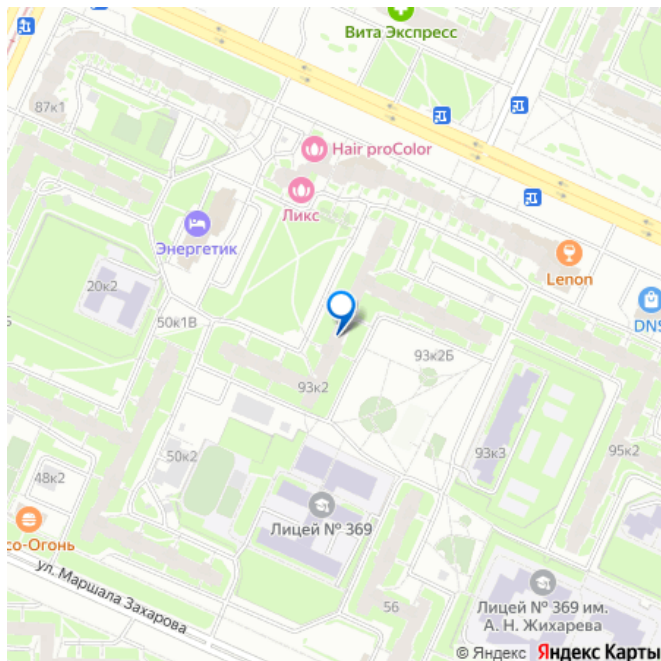 Вита Экспресс
87к1
Hair proColor
Ликс
Энергетик
Lenon
20к2
DNS
50к1В
93к2Б
93к2
50к2
93к3
95к2
48к2
Лицей № 369
со-Огонь
ул. Маршала Захарова
56
Лицей № 369 им.
А. Н. Жихарева
© Яндекс Яндекс Карты